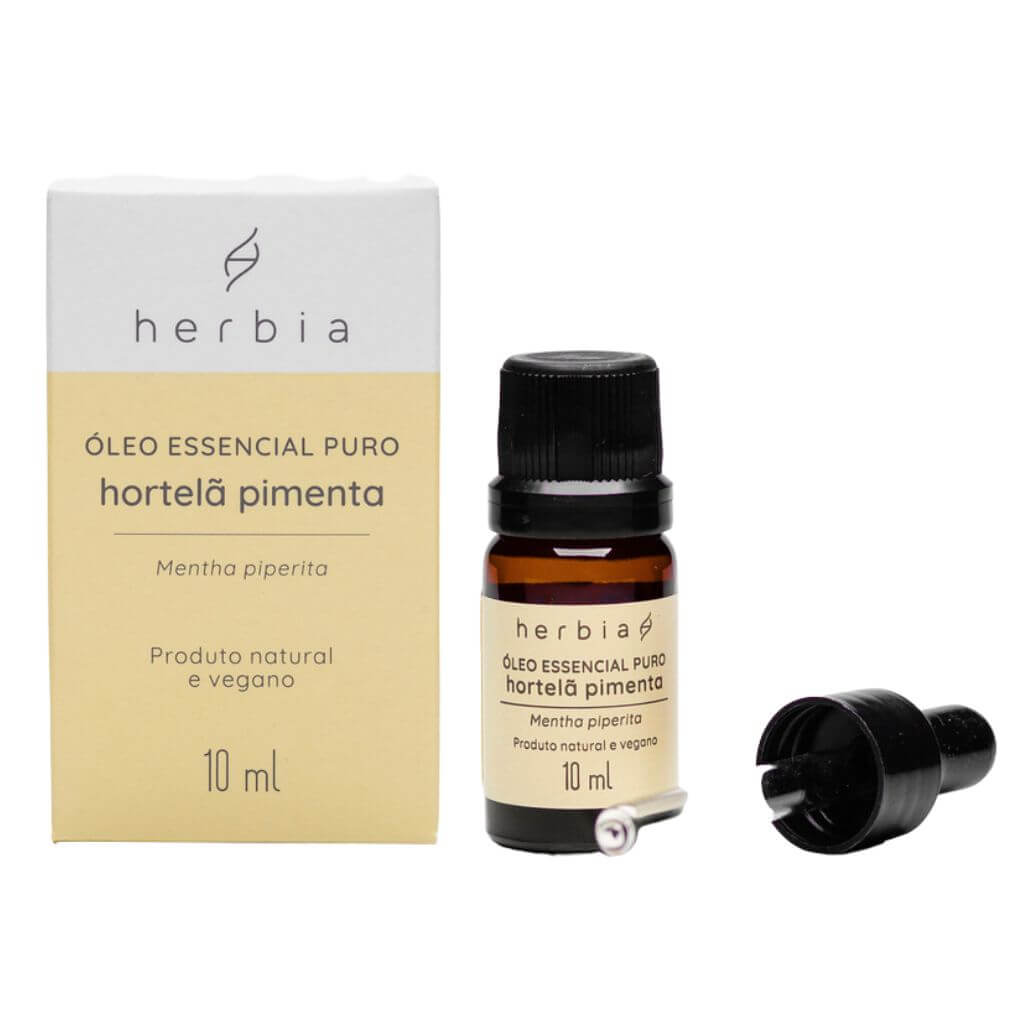 herbia
ÓLEO ESSENCIAL PURO
hortelã pimenta
Mentha piperita
Produto natural
e vegano
10 ml
herbia
ÓLEO ESSENCIAL PURO
hortelã pimenta
Mentha piperita
Produto natural e vegano
10 ml